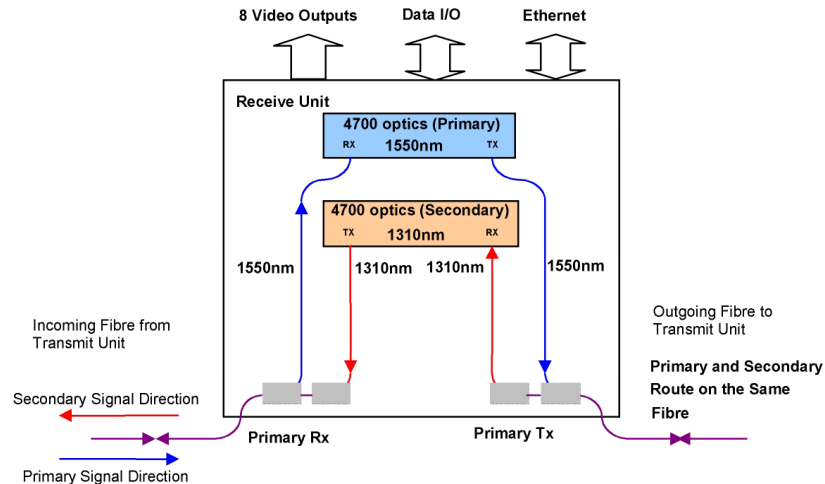 8 Video Outputs
Data I/O
Ethernet
Receive Unit
4700 optics (Primary)
RX
1550nm
TX
4700 optics (Secondary)
TX
1310nm
RX
1550nm
1310nm
1310nm
1550nm
Incoming Fibre from
Transmit Unit
Outgoing Fibre to
Transmit Unit
Primary and Secondary
Route on the Same
Fibre
Secondary Signal Direction
Primary Rx
Primary Tx
Primary Signal Direction